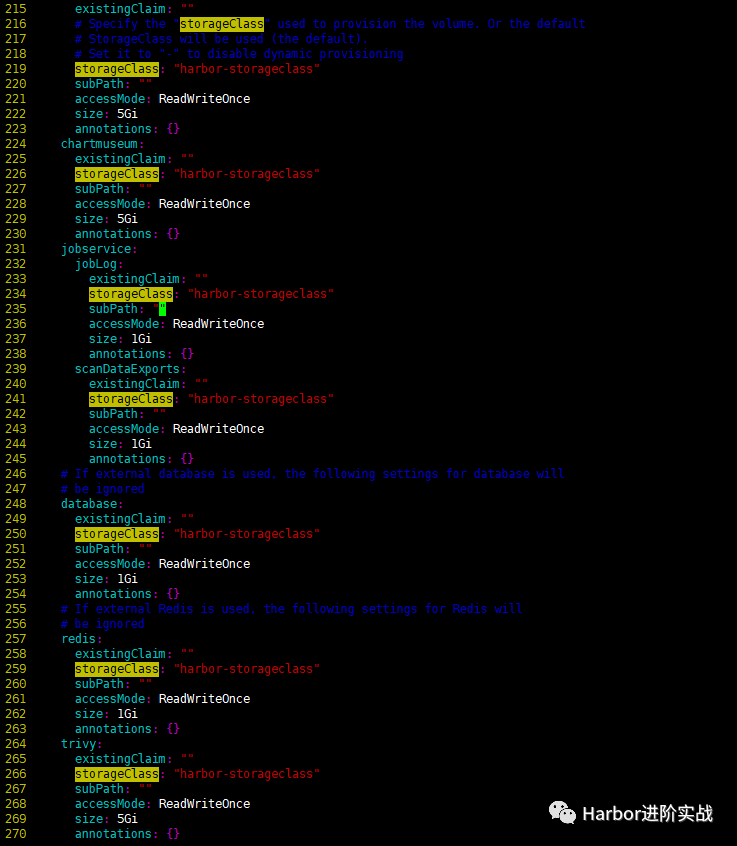 215       existingClaim: ""
216       # Specify the "storageClass" used to provision the volume. Or the default
217       # StorageClass will be used (the default).
218       # Set it to "-" to disable dynamic provisioning
219       storageClass: "harbor-storageclass"
220       subPath: ""
221       accessMode: ReadWriteOnce
222       size: 5Gi
223       annotations: {}
224     chartmuseum:
225       existingClaim: ""
226       storageClass: "harbor-storageclass"
227       subPath: ""
228       accessMode: ReadWriteOnce
229       size: 5Gi
230       annotations: {}
231     jobservice:
232       jobLog:
233         existingClaim: ""
234         storageClass: "harbor-storageclass"
235         subPath: ""
236         accessMode: ReadWriteOnce
237         size: 1Gi
238         annotations: {}
239       scanDataExports:
240         existingClaim: ""
241         storageClass: "harbor-storageclass"
242         subPath: ""
243         accessMode: ReadWriteOnce
244         size: 1Gi
245         annotations: {}
246     # If external database is used, the following settings for database will
247     # be ignored
248     database:
249       existingClaim: ""
250       storageClass: "harbor-storageclass"
251       subPath: ""
252       accessMode: ReadWriteOnce
253       size: 1Gi
254       annotations: {}
255     # If external Redis is used, the following settings for Redis will
256     # be ignored
257     redis:
258       existingClaim: ""
259       storageClass: "harbor-storageclass"
260       subPath: ""
261       accessMode: ReadWriteOnce
262       size: 1Gi
263       annotations: {}
264     trivy:
265       existingClaim: ""
266       storageClass: "harbor-storageclass"
267       subPath: ""
268       accessMode: ReadWriteOnce
269       size: 5Gi
270       annotations: {}
Harbor进阶实战